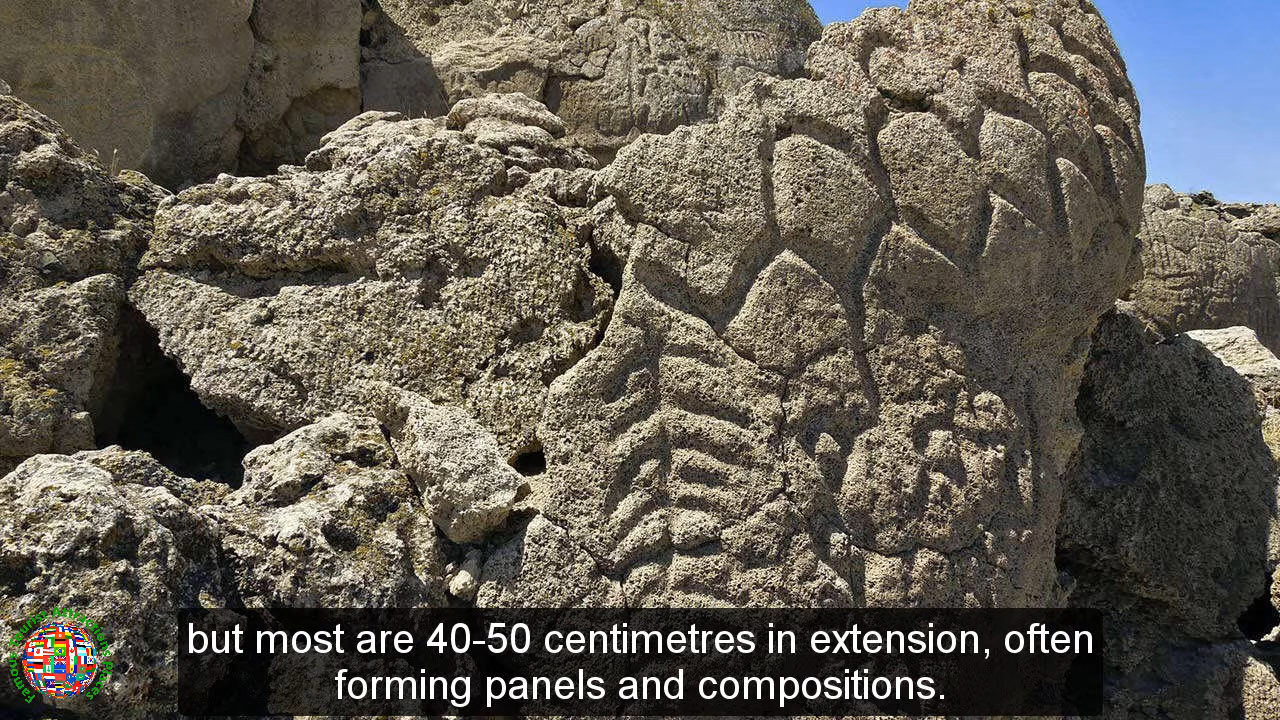 but most are 40-50 centimetres in extension, often
forming panels and compositions.